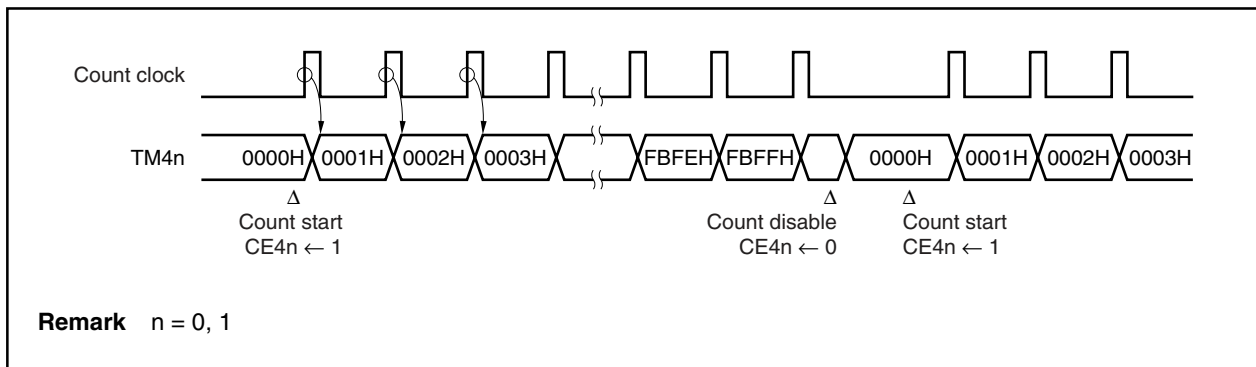 Count clock
TM4n 0000H 0001H 0002H 0003H FBFEH FBFFH 0000H 0001H 0002H 0003H
Δ Δ Δ
Count start Count disable Count start
CE4n ← 1 CE4n ← 0 CE4n ← 1
Remark n = 0, 1